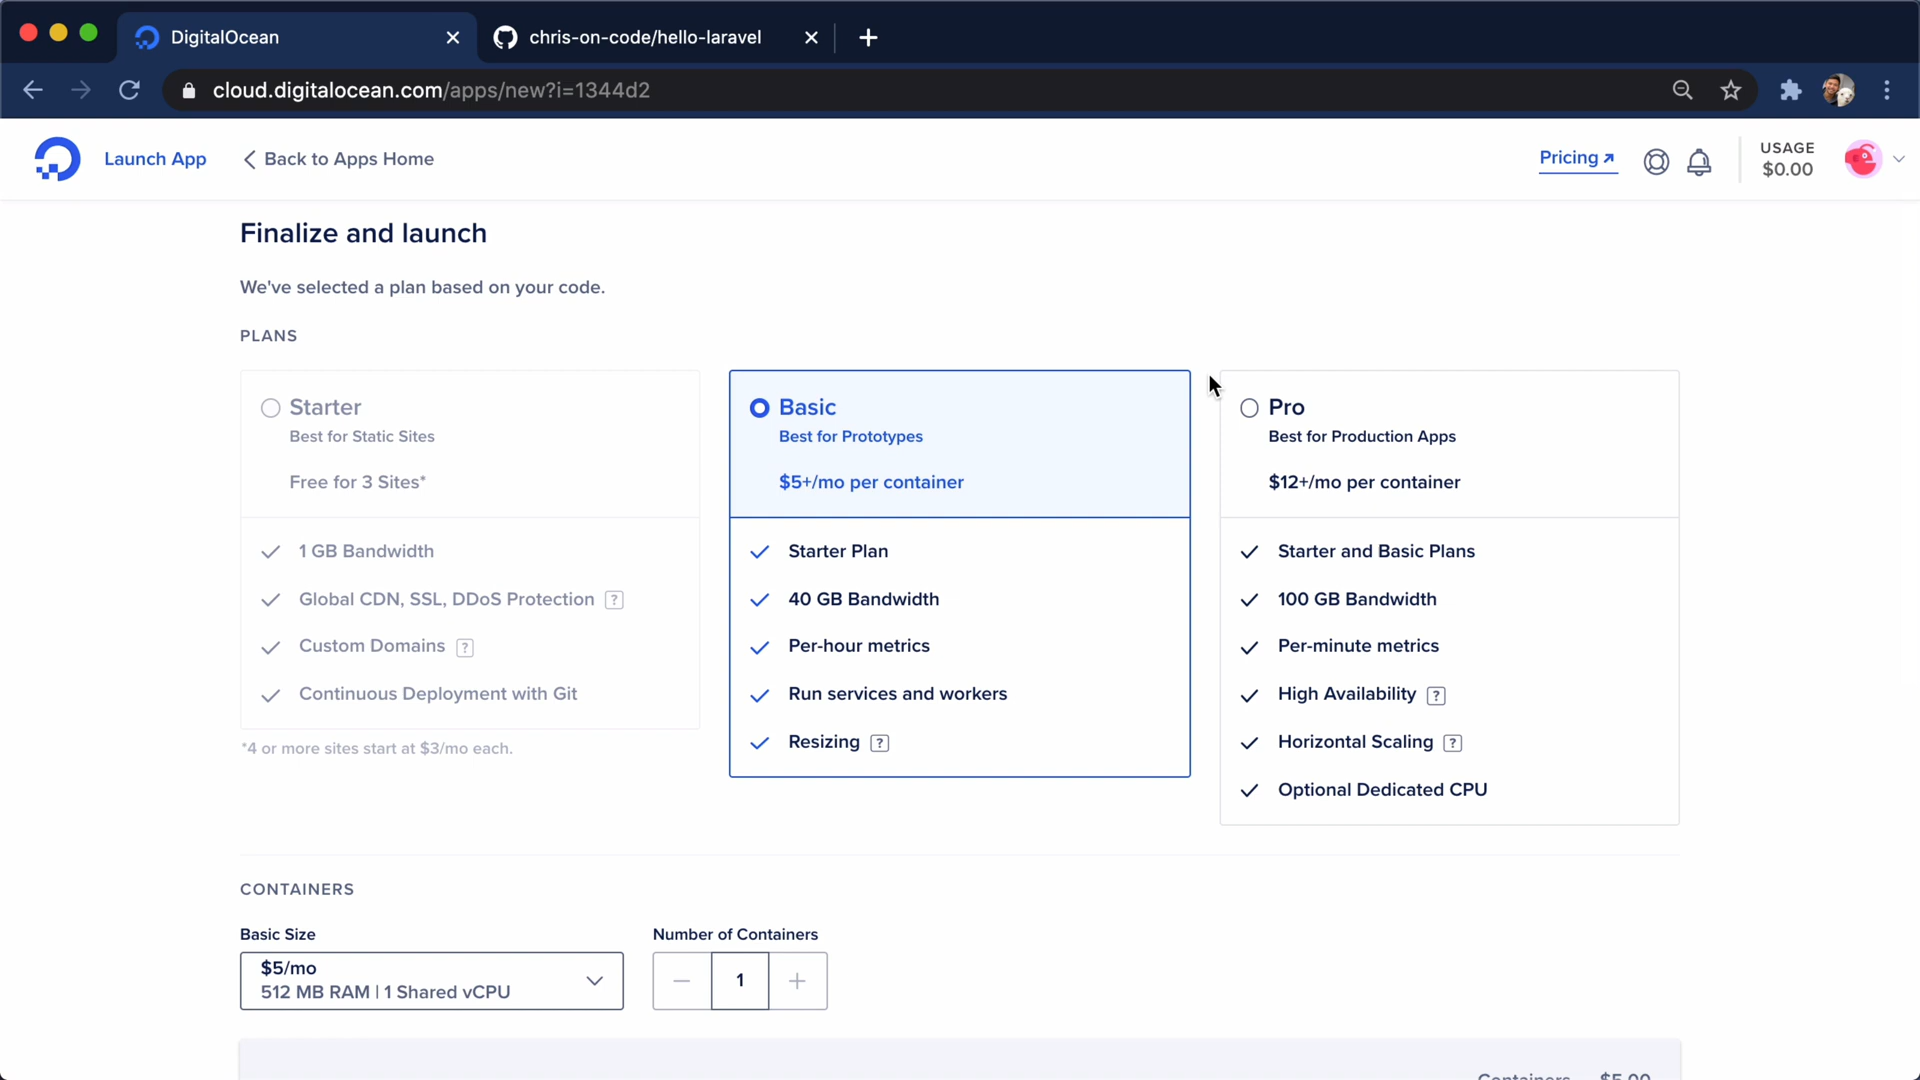 DigitalOcean
chris-on-code/hello-laravel
cloud.digitalocean.com/apps/new?i=1344d2
Launch App
Back to Apps Home
Pricing
USAGE
$0.00
Finalize and launch
We've selected a plan based on your code.
PLANS
Starter
Best for Static Sites
Free for 3 Sites*
1 GB Bandwidth
Global CDN, SSL, DDoS Protection ?
Custom Domains ?
Continuous Deployment with Git
*4 or more sites start at $3/mo each.
Basic
Best for Prototypes
$5+/mo per container
Starter Plan
40 GB Bandwidth
Per-hour metrics
Run services and workers
Resizing ?
Pro
Best for Production Apps
$12+/mo per container
Starter and Basic Plans
100 GB Bandwidth
Per-minute metrics
High Availability ?
Horizontal Scaling ?
Optional Dedicated CPU
CONTAINERS
Basic Size
$5/mo
512 MB RAM | 1 Shared vCPU
Number of Containers
1
Containers $5.00